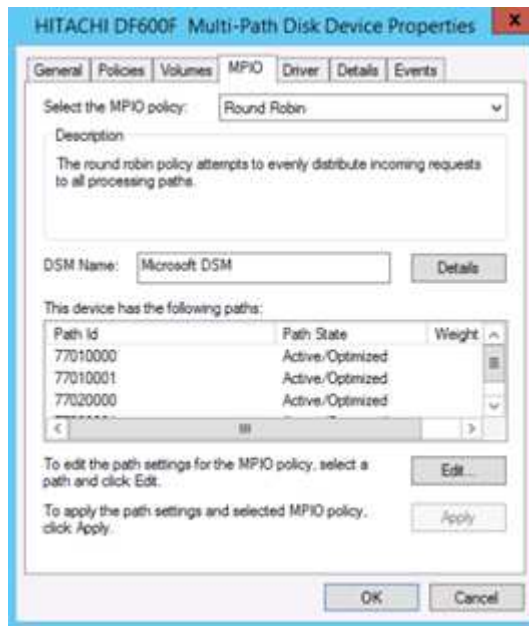 HITACHI DF600F Multi-Path Disk Device Properties
x
General Policies Volumes MPIO Driver Details Events
Select the MPIO policy: Round Robin
Description
The round robin policy attempts to evenly distribute incoming requests
to all processing paths.
DSM Name: Microsoft DSM Details
This device has the following paths:
Path Id Path State Weight
77010000 Active/Optimized
77010001 Active/Optimized
77020000 Active/Optimized
To edit the path settings for the MPIO policy, select a
path and click Edit.
Edit...
To apply the path settings and selected MPIO policy,
click Apply.
Apply
OK Cancel